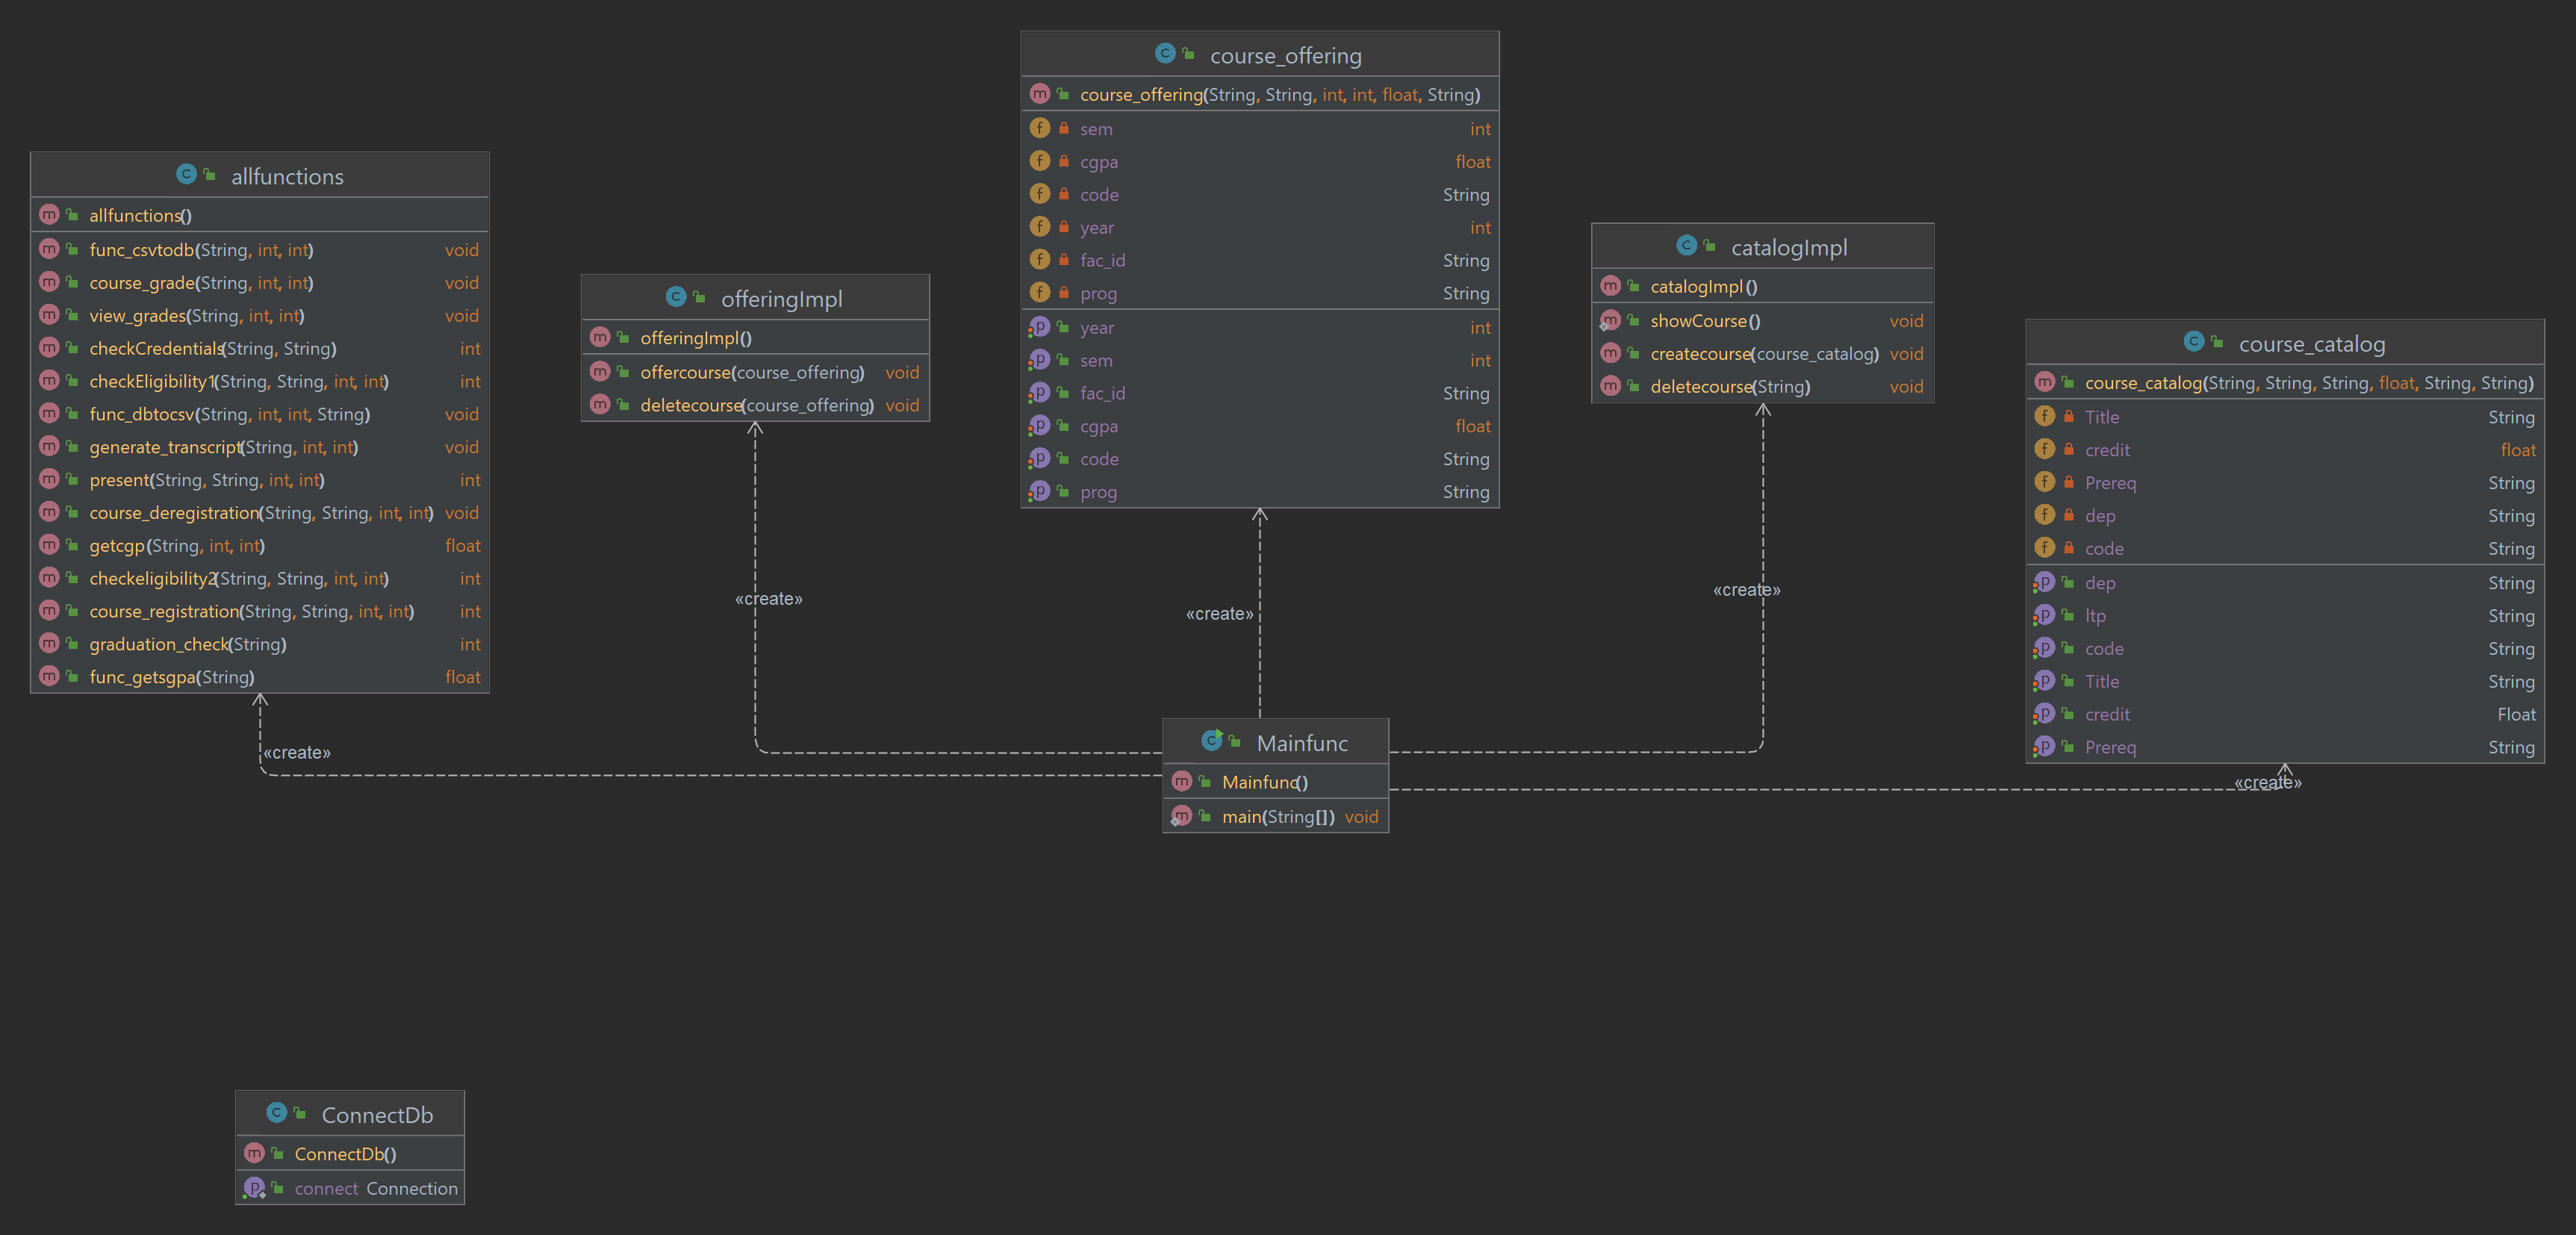 allfunctions
allfunctions()
func_csvtodb(String, int, int) void
course_grade(String, int, int) void
view_grades(String, int, int) void
checkCredentials(String, String) int
checkEligibility1(String, String, int, int) int
func_dbtocsv(String, int, int, String) void
generate_transcript(String, int, int) void
present(String, String, int, int) int
course_deregistration(String, String, int, int) void
getcgp(String, int, int) float
checkeligibility2(String, String, int, int) int
course_registration(String, String, int, int) int
graduation_check(String) int
func_getsgpa(String) float
«create»
offeringImpl
offeringImpl()
offercourse(course_offering) void
deletecourse(course_offering) void
«create»
course_offering
course_offering(String, String, int, int, float, String)
sem int
cgpa float
code String
year int
fac_id String
prog String
year int
sem int
fac_id String
cgpa float
code String
prog String
«create»
catalogImpl
catalogImpl()
showCourse() void
createcourse(course_catalog) void
deletecourse(String) void
«create»
course_catalog
course_catalog(String, String, String, float, String, String)
Title String
credit float
Prereq String
dep String
code String
dep String
ltp String
code String
Title String
credit Float
Prereq String
«create»
Mainfunc
Mainfunc()
main(String[]) void
ConnectDb
ConnectDb()
connect Connection